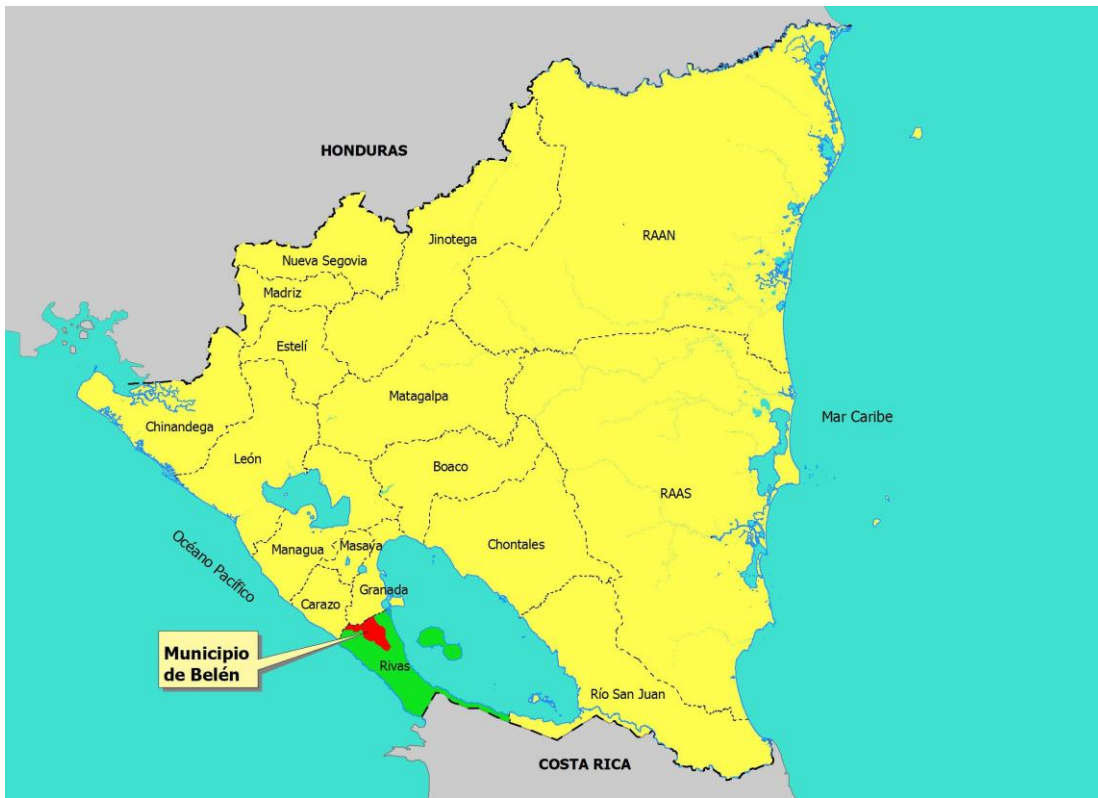 HONDURAS
Jinotega
RAAN
Nueva Segovia
Madriz
Estelí
Matagalpa
Mar Caribe
Chinandega
León
Boaco
RAAS
Océano Pacífico
Managua
Masaya
Chontales
Granada
Carazo
Municipio
de Belén
Rivas
Río San Juan
COSTA RICA